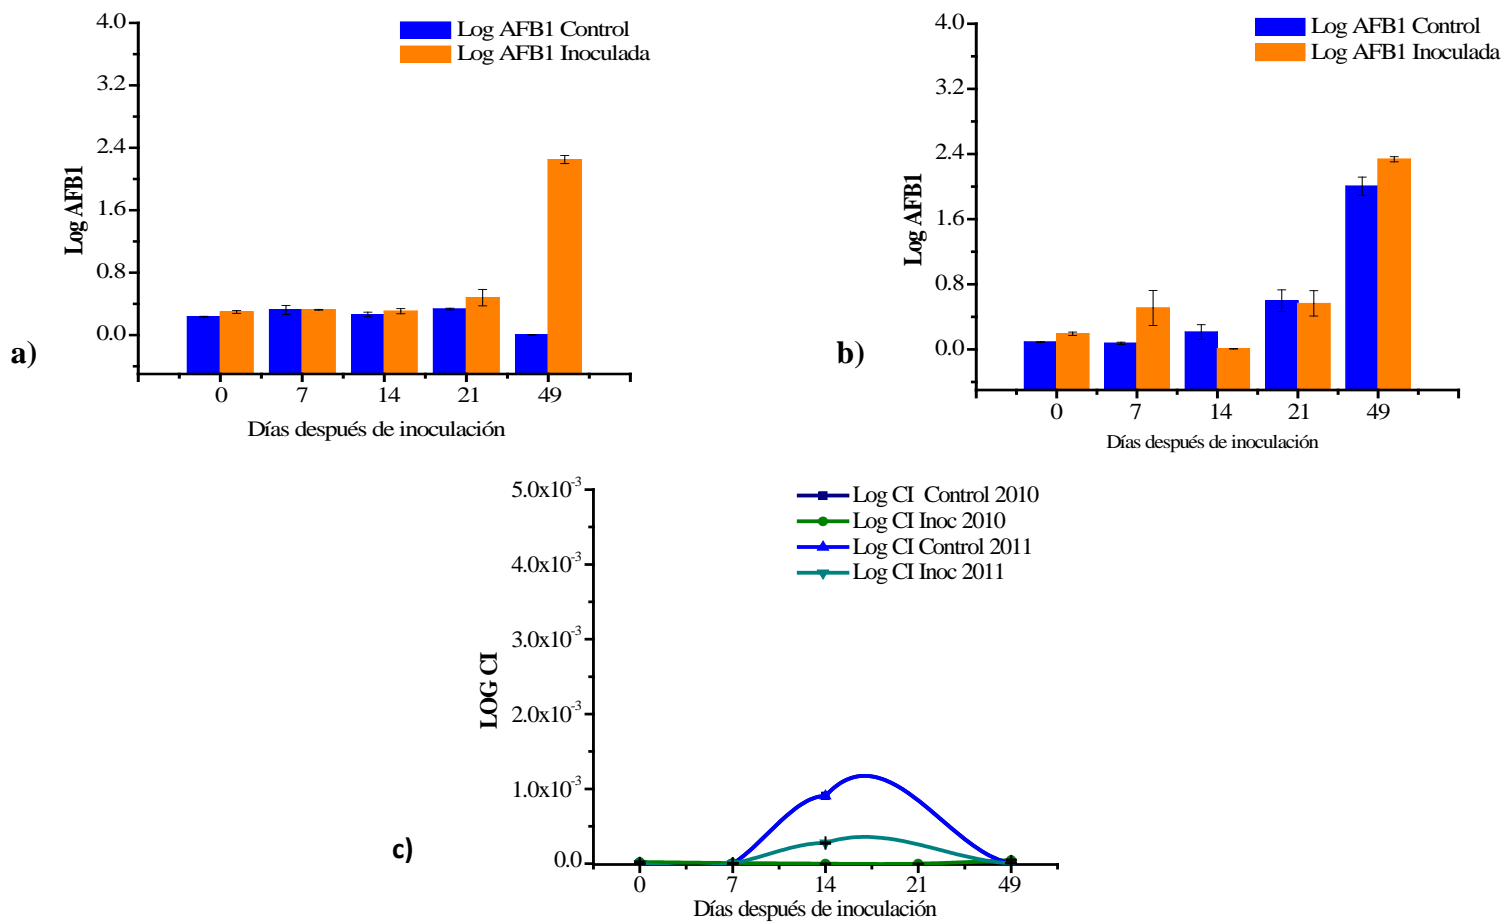 Log AFB1 Control
Log AFB1 Inoculada
4.0
3.2
2.4
1.6
0.8
0.0
Log AFB1
a)
0 7 14 21 49
Días después de inoculación
Log AFB1 Control
Log AFB1 Inoculada
4.0
3.2
2.4
1.6
0.8
0.0
Log AFB1
b)
0 7 14 21 49
Días después de inoculación
Log CI Control 2010
Log CI Inoc 2010
Log CI Control 2011
Log CI Inoc 2011
5.0x10⁻³
4.0x10⁻³
3.0x10⁻³
2.0x10⁻³
1.0x10⁻³
0.0
LOG CI
c)
0 7 14 21 49
Días después de inoculación